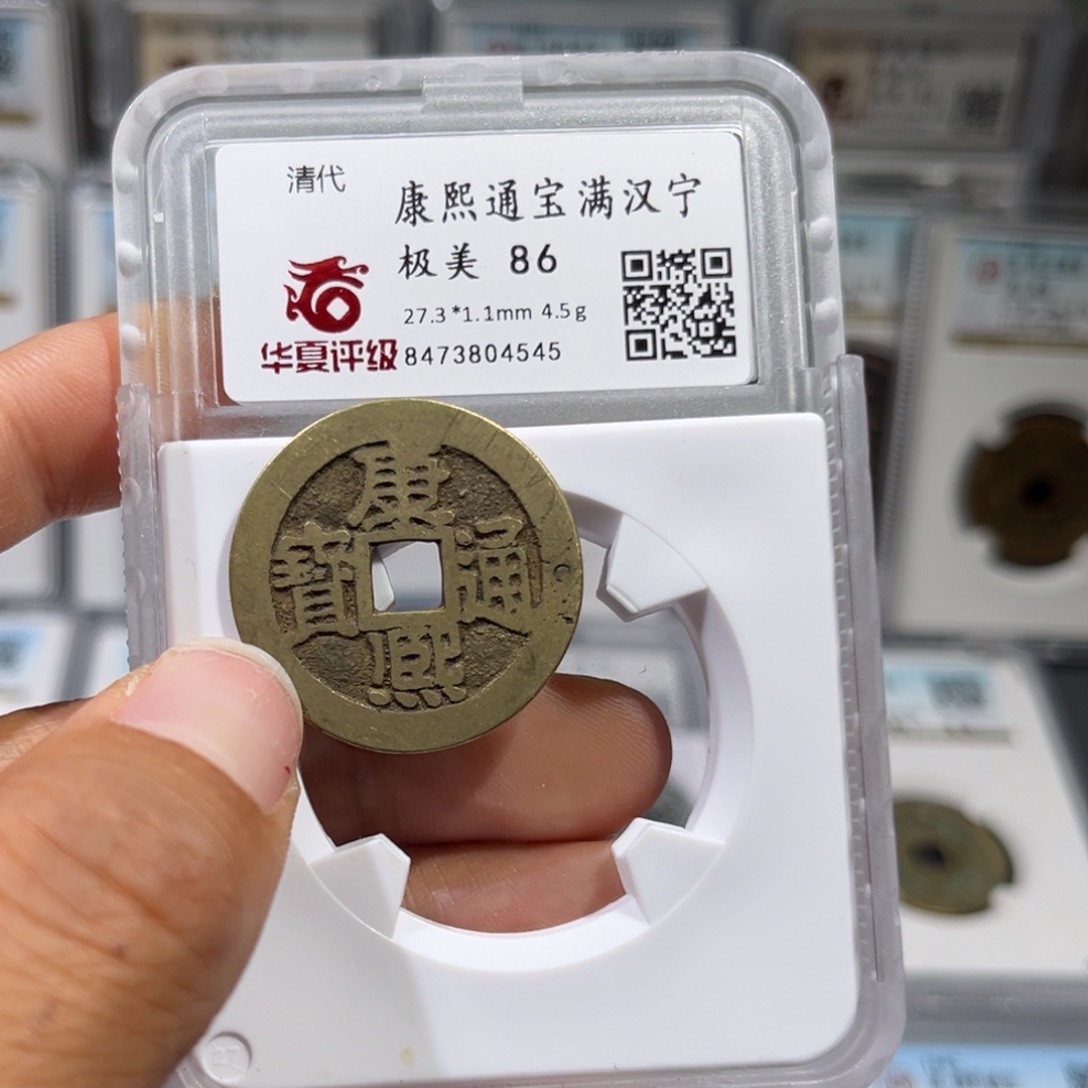 清代
康熙通宝满汉宁
极美 86
27.3*1.1mm 4.5g
华夏评级 8473804545
康熙通寶